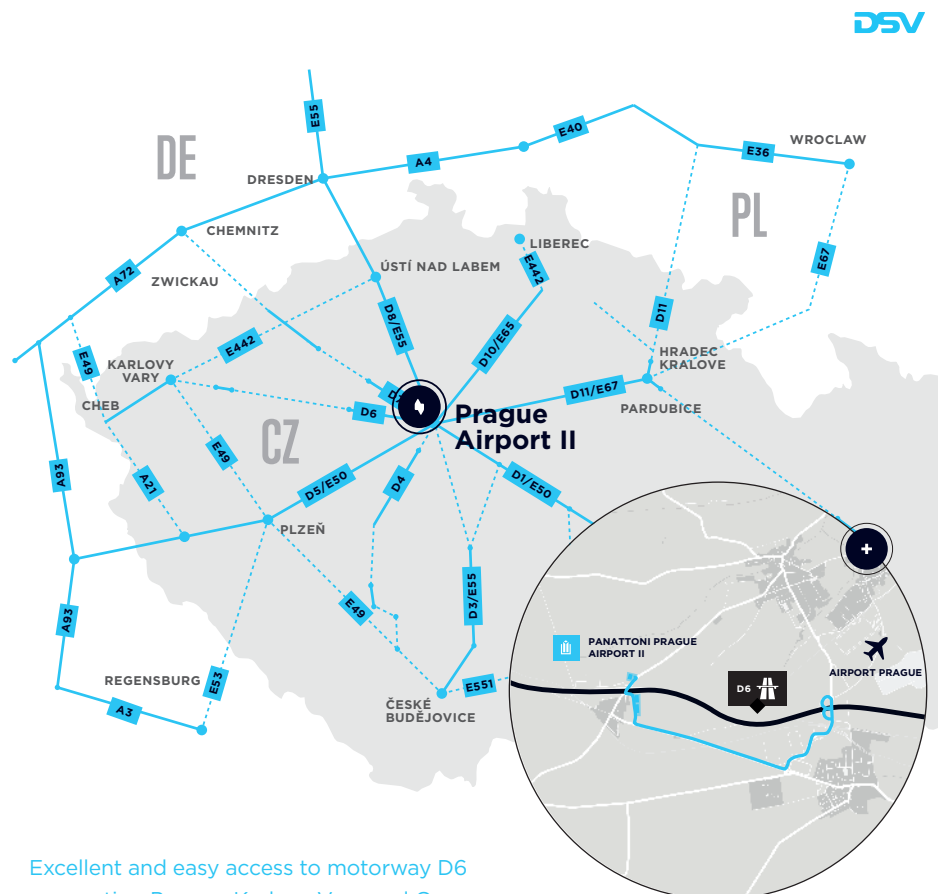 DSV
E55
DE
E40
A4
E36
WROCLAW
DRESDEN
PL
CHEMNITZ
LIBEREC
E67
ÚSTÍ NAD LABEM
E442
A72
ZWICKAU
D11
D8/E55
D10/E65
E442
E49
KARLOVY
VARY
HRADEC
KRALOVE
D11/E67
CHEB
D6
PARDUBICE
Prague
Airport II
CZ
E49
A93
A21
D5/E50
D4
D1/E50
PLZEŇ
D3/E55
E49
A93
PANATTONI PRAGUE
AIRPORT II
AIRPORT PRAGUE
REGENSBURG
E53
E551
D6
A3
ČESKÉ
BUDĚJOVICE
Excellent and easy access to motorway D6